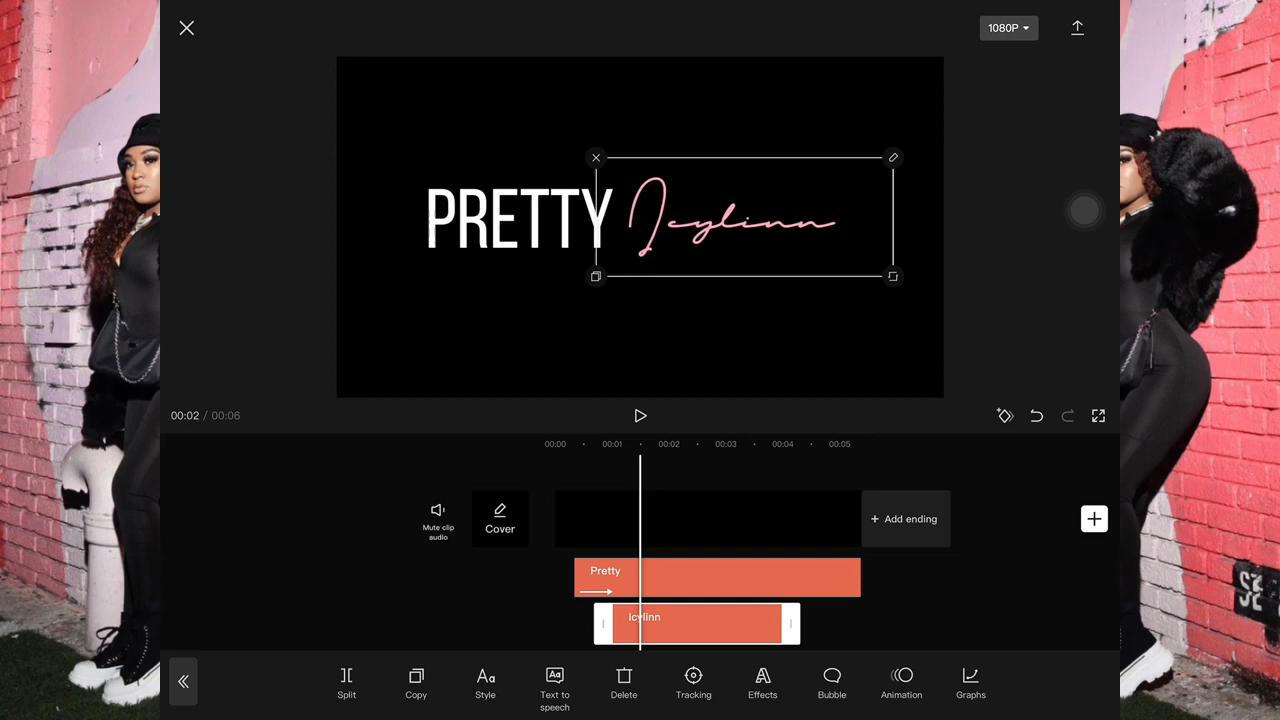 1080P
PRETTY Icylinn
00:02 / 00:06
00:00 · 00:01 · 00:02 · 00:03 · 00:04 · 00:05
Mute clip
audio
Cover
+ Add ending
Pretty
Icylinn
Split
Copy
Aa
Style
Aa
Text to
speech
Delete
Tracking
Effects
Bubble
Animation
Graphs